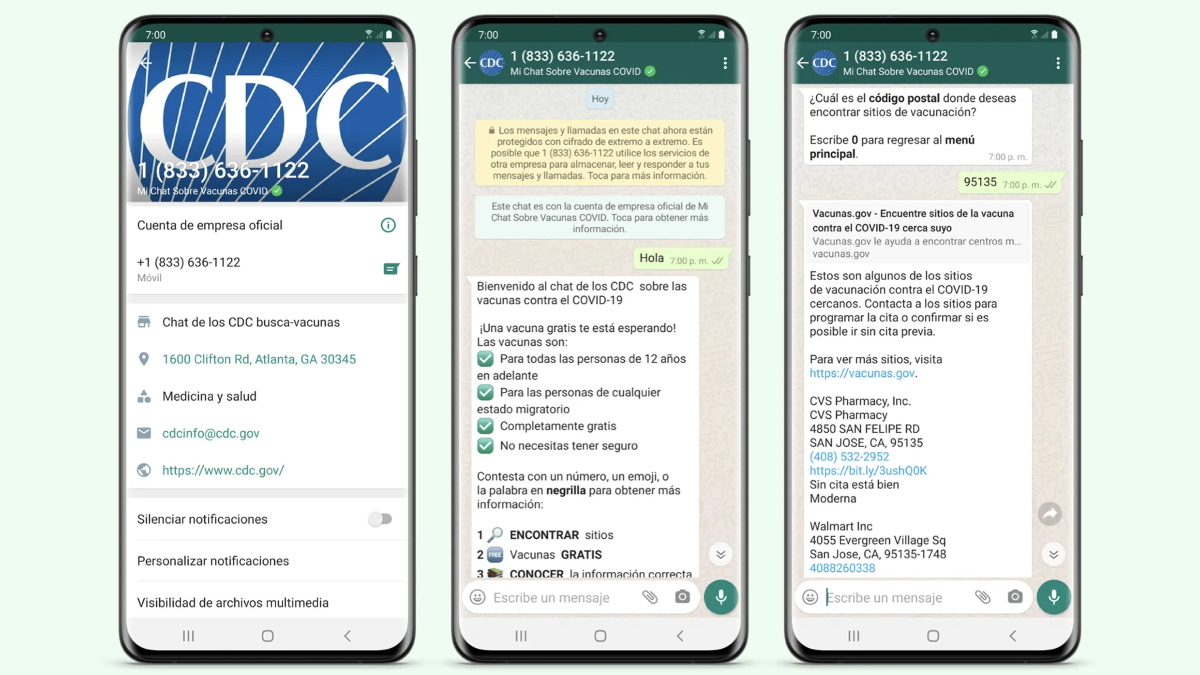 7:00
CDC
1 (833) 636-1122
Mi Chat Sobre Vacunas COVID
Cuenta de empresa oficial
+1 (833) 636-1122
Móvil
Chat de los CDC busca-vacunas
1600 Clifton Rd, Atlanta, GA 30345
Medicina y salud
cdcinfo@cdc.gov
https://www.cdc.gov/
Silenciar notificaciones
Personalizar notificaciones
Visibilidad de archivos multimedia
7:00
CDC
1 (833) 636-1122
Mi Chat Sobre Vacunas COVID
Hoy
Los mensajes y llamadas en este chat ahora están
protegidos con cifrado de extremo a extremo. Es
posible que 1 (833) 636-1122 utilice los servicios de
otra empresa para almacenar, leer y responder a tus
mensajes y llamadas. Toca para más información.
Este chat es con la cuenta de empresa oficial de Mi
Chat Sobre Vacunas COVID. Toca para obtener más
información.
Hola 7:00 p. m.
Bienvenido al chat de los CDC sobre las
vacunas contra el COVID-19
¡Una vacuna gratis te está esperando!
Las vacunas son:
✅ Para todas las personas de 12 años
en adelante
✅ Para las personas de cualquier
estado migratorio
✅ Completamente gratis
✅ No necesitas tener seguro
Contesta con un número, un emoji, o
la palabra en negrilla para obtener más
información:
1 🔎 ENCONTRAR sitios
2 FREE Vacunas GRATIS
3 📚 CONOCER la información correcta
Escribe un mensaje
7:00
CDC
1 (833) 636-1122
Mi Chat Sobre Vacunas COVID
¿Cuál es el código postal donde deseas
encontrar sitios de vacunación?
Escribe 0 para regresar al menú
principal.
7:00 p. m.
95135 7:00 p. m.
Vacunas.gov - Encuentre sitios de la vacuna
contra el COVID-19 cerca suyo
Vacunas.gov le ayuda a encontrar centros m...
vacunas.gov
Estos son algunos de los sitios
de vacunación contra el COVID-19
cercanos. Contacta a los sitios para
programar la cita o confirmar si es
posible ir sin cita previa.
Para ver más sitios, visita
https://vacunas.gov.
CVS Pharmacy, Inc.
CVS Pharmacy
4850 SAN FELIPE RD
SAN JOSE, CA, 95135
(408) 532-2952
https://bit.ly/3ushQ0K
Sin cita está bien
Moderna
Walmart Inc
4055 Evergreen Village Sq
San Jose, CA, 95135-1748
4088260338
Escribe un mensaje